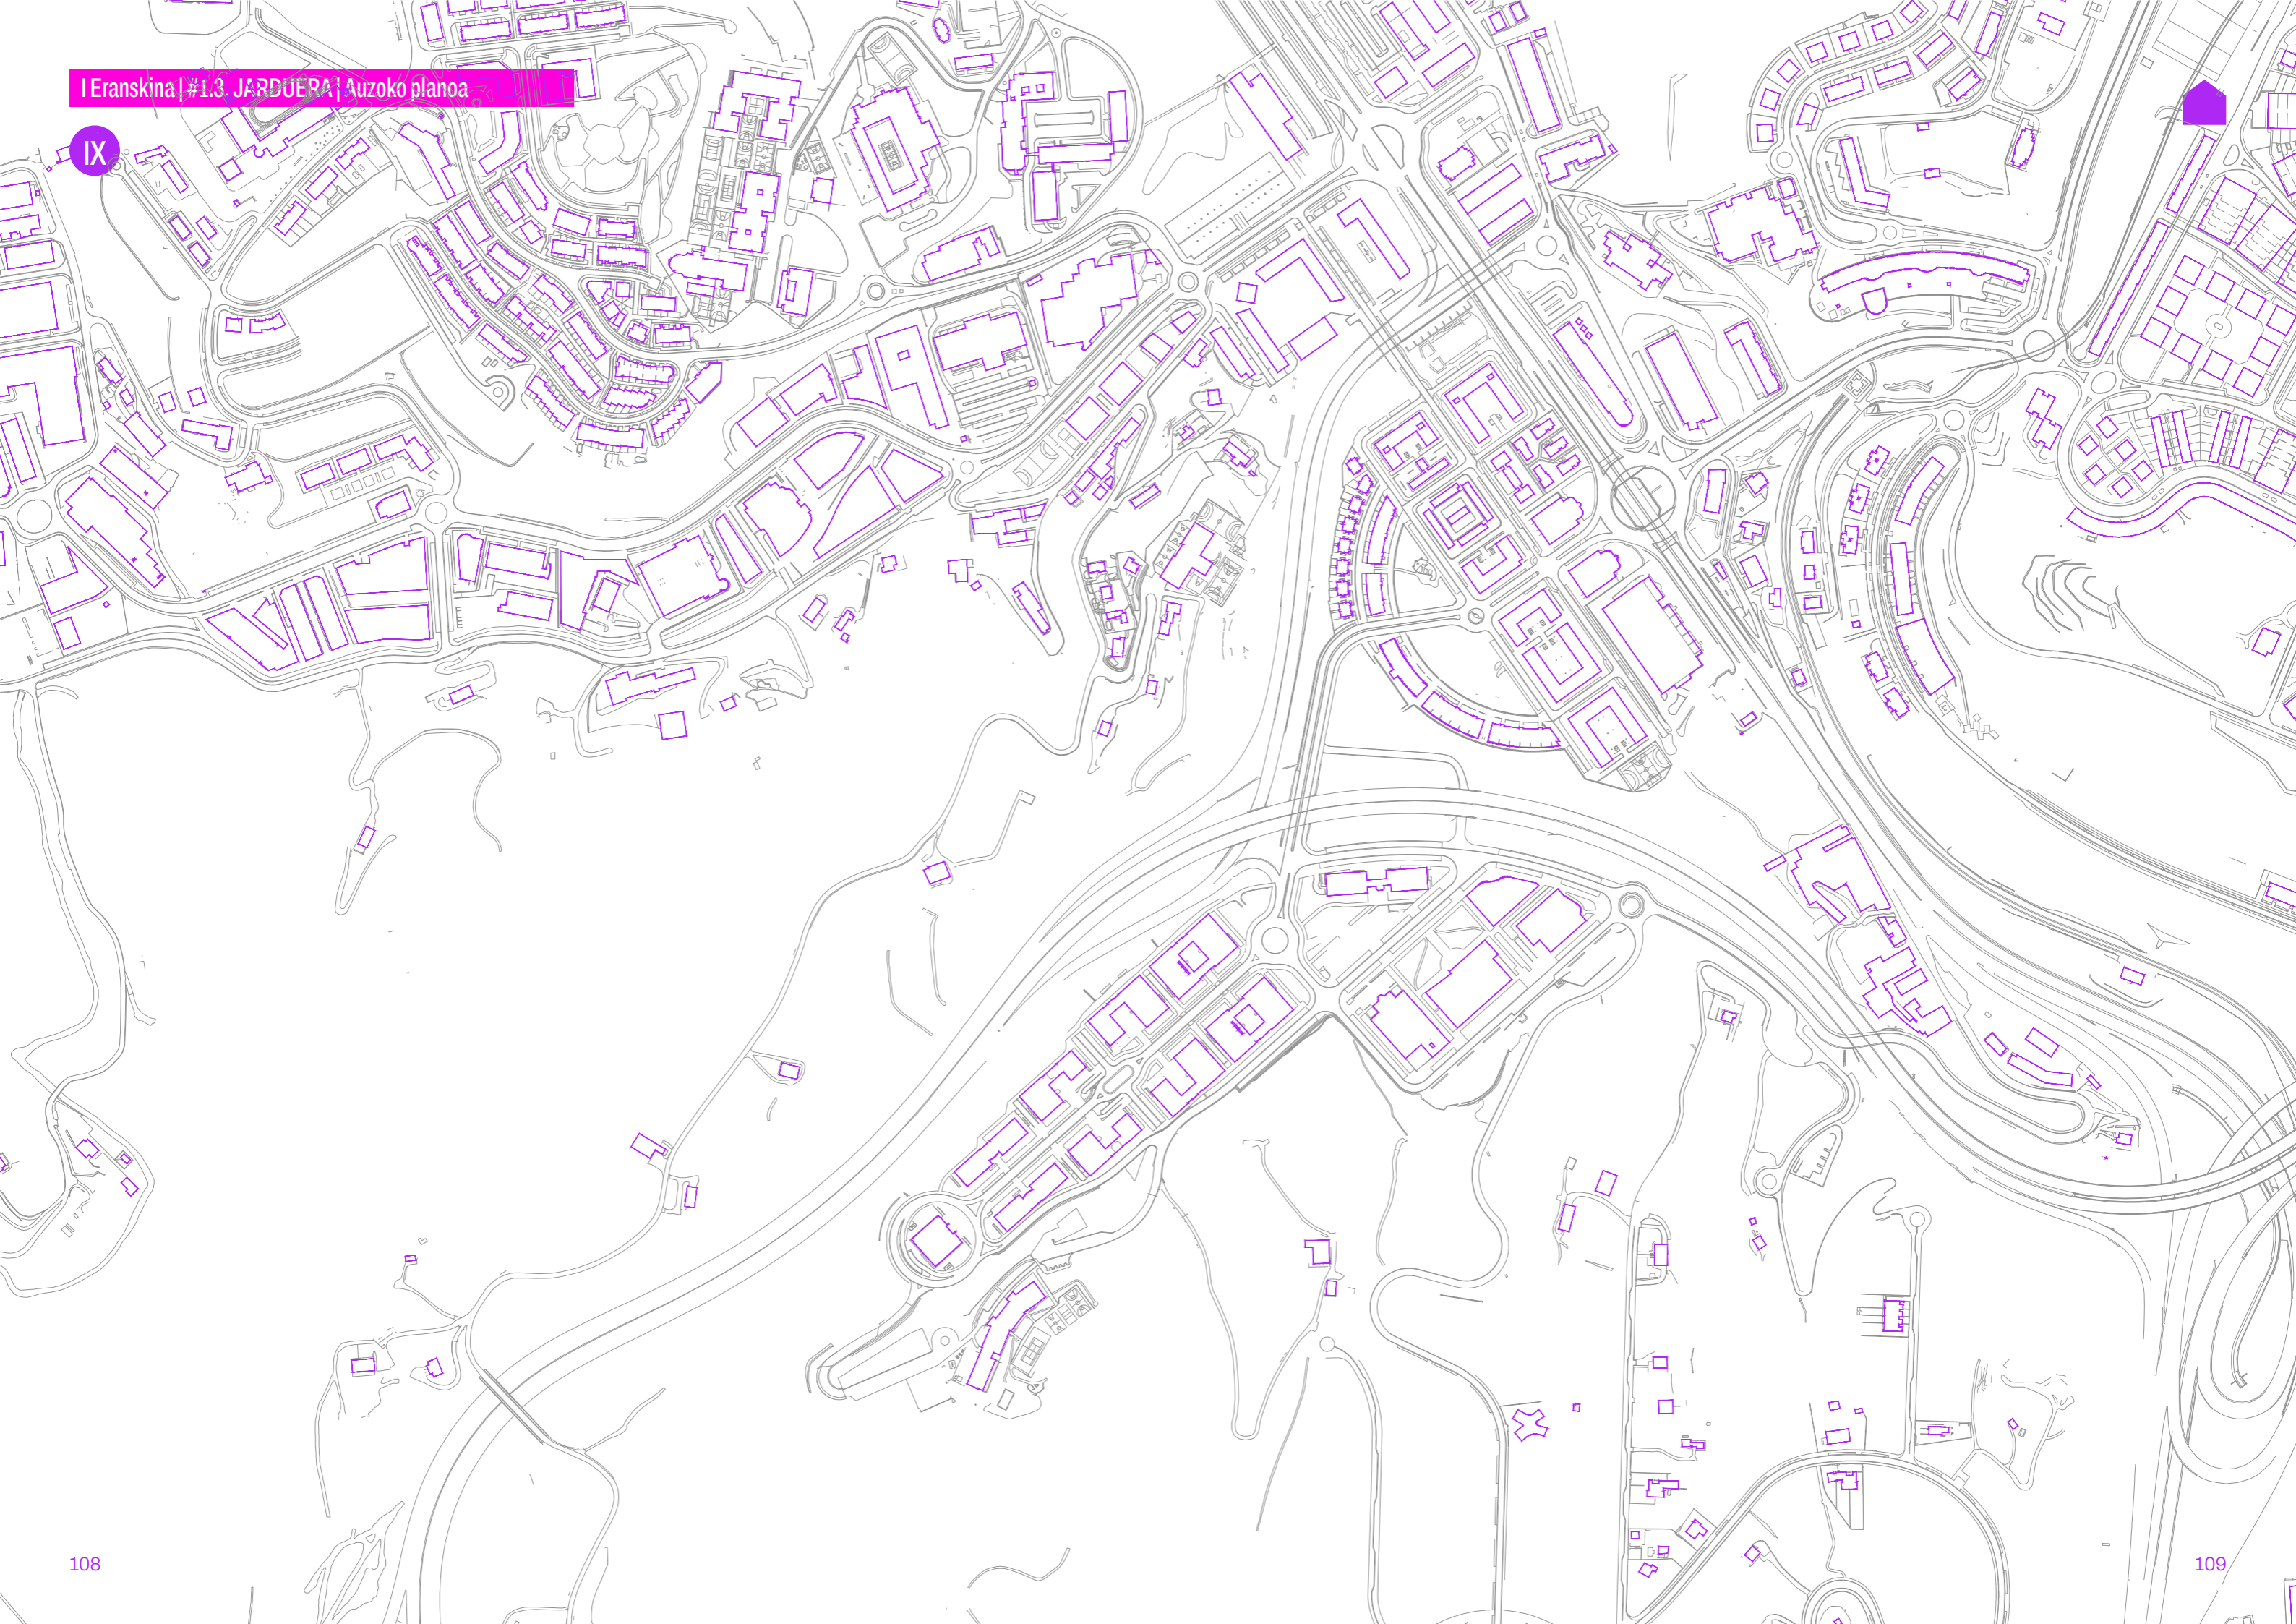 I Eranskina | #1.3. JARDUERA | Auzoko planoa
IX
108
109